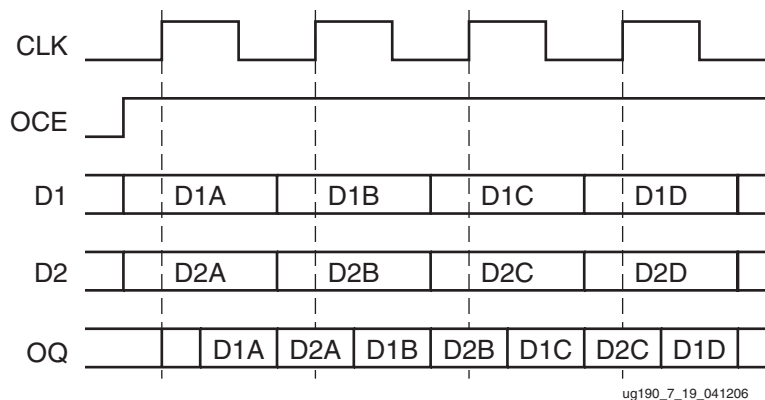 CLK
OCE
D1 D1A D1B D1C D1D
D2 D2A D2B D2C D2D
OQ D1A D2A D1B D2B D1C D2C D1D
ug190_7_19_041206